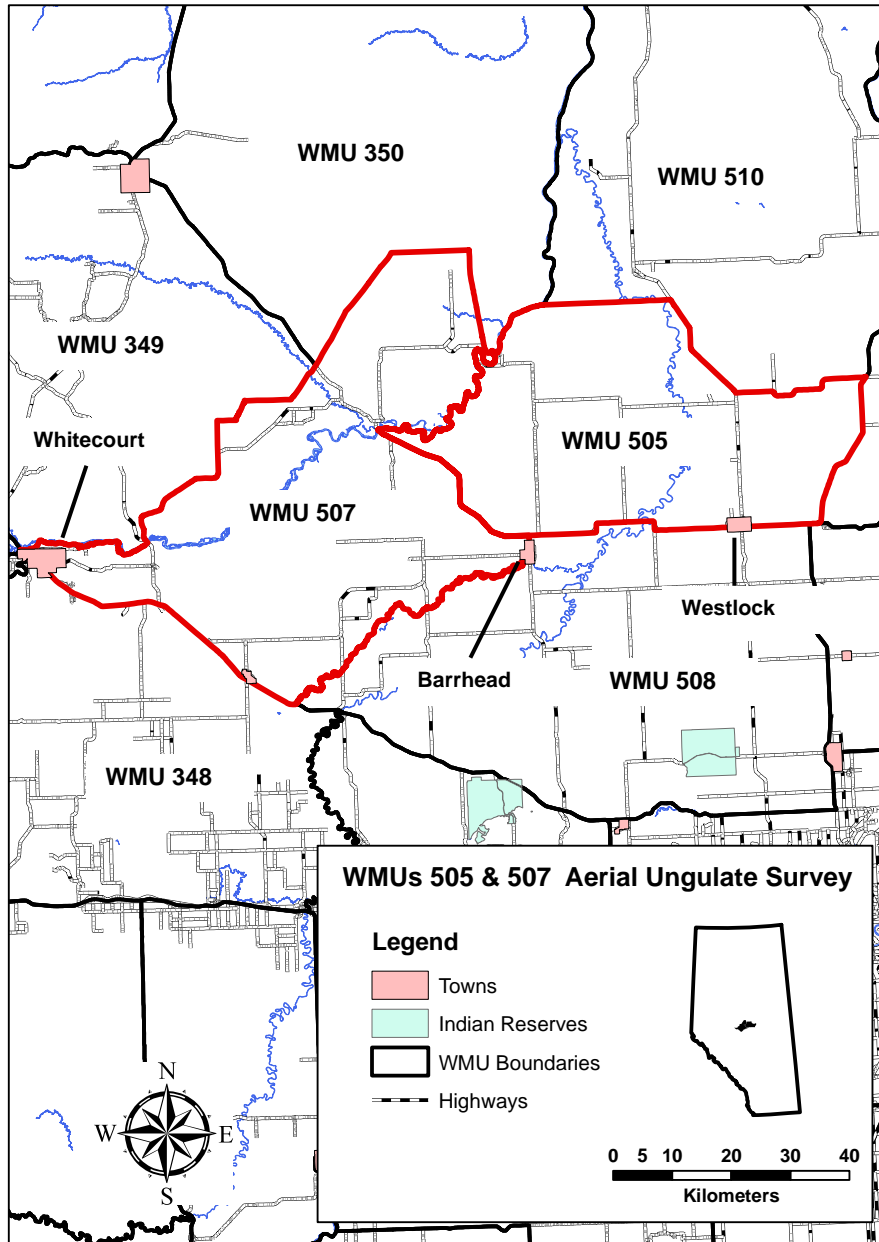 WMU 350
WMU 510
WMU 349
Whitecourt
WMU 505
WMU 507
Westlock
Barrhead
WMU 508
WMU 348
WMUs 505 & 507 Aerial Ungulate Survey
Legend
Towns
Indian Reserves
WMU Boundaries
Highways
N
W E
S
0 5 10 20 30 40
Kilometers